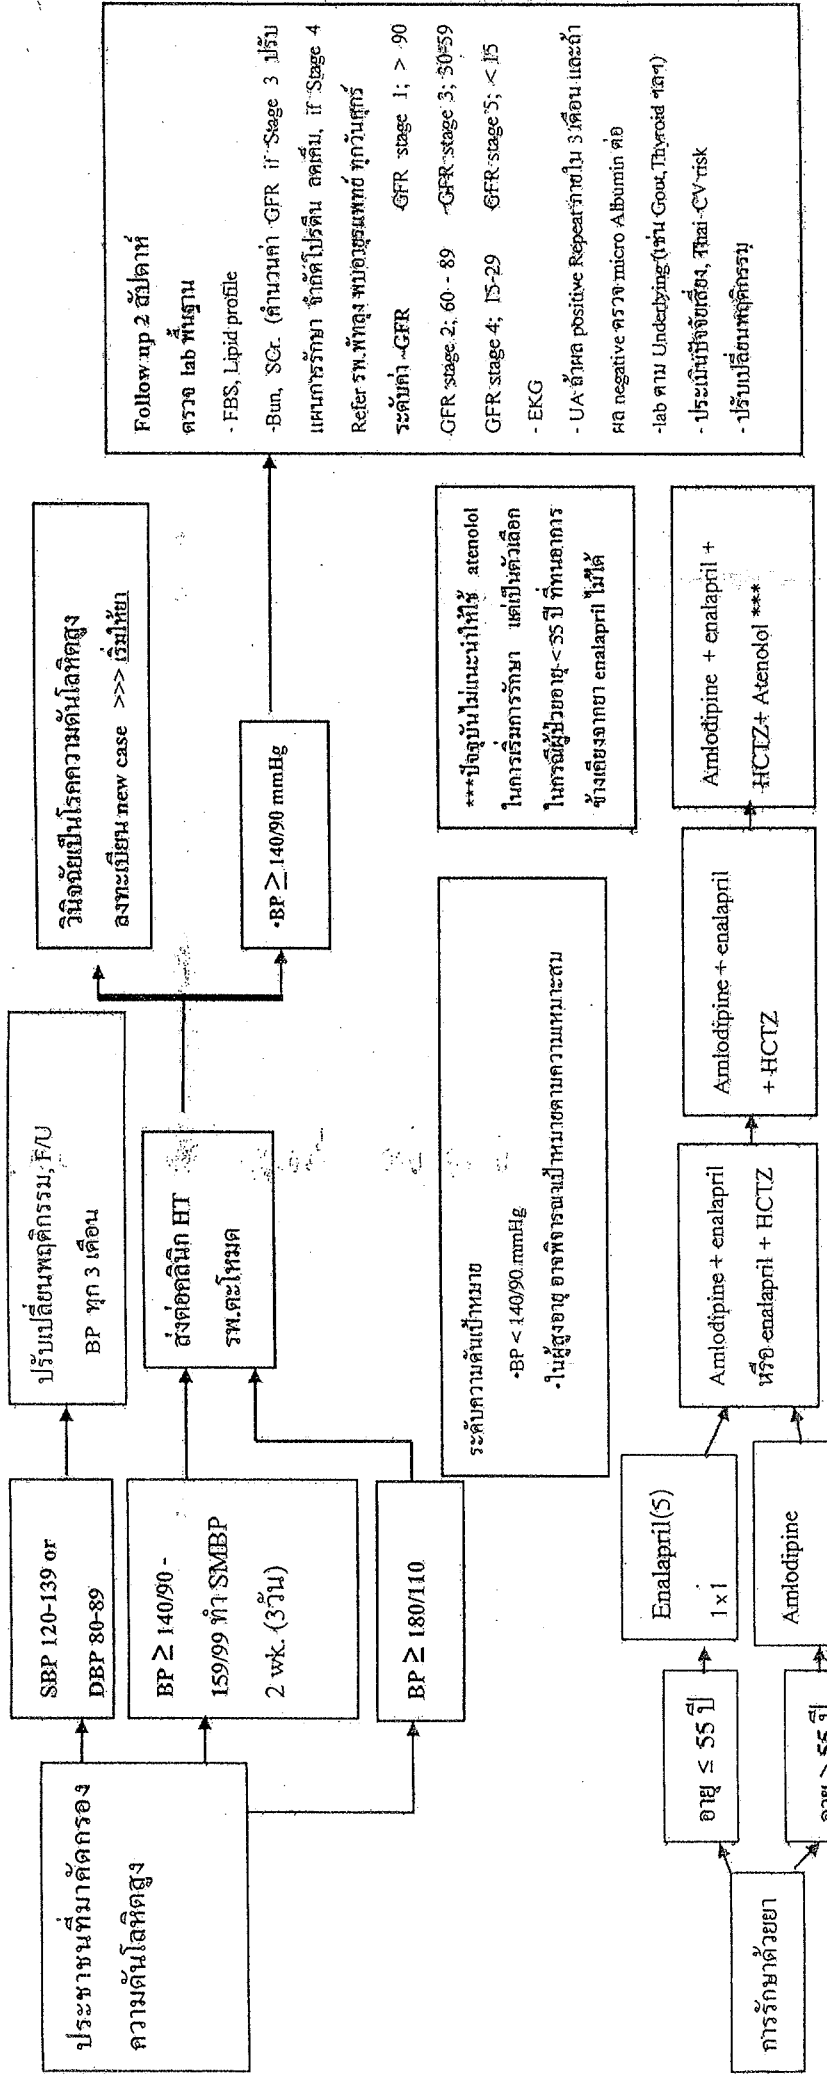 ประชาชนที่มาคัดกรอง
ความดันโลหิตสูง
SBP 120-139 or
DBP 80-89
BP ≥ 140/90 -
159/99 ทำ SMBP
2 wk. (3วัน)
BP ≥ 180/110
ปรับเปลี่ยนพฤติกรรม, F/U
BP ทุก 3 เดือน
ส่งต่อคลินิก HT
รพ.ตะโหมด
วินิจฉัยเป็นโรคความดันโลหิตสูง
ลงทะเบียน new case >>> เริ่มให้ยา
•BP ≥ 140/90 mmHg
Follow up 2 สัปดาห์
ตรวจ lab พื้นฐาน
- FBS, Lipid profile
-Bun, SCr. (คำนวนค่า GFR if Stage 3 ปรับ
แผนการรักษา จำกัดโปรตีน ลดเค็ม, if Stage 4
Refer รพ.พัทลุง พบอายุรแพทย์ ทุกวันศุกร์
ระดับค่า GFR GFR stage 1; > 90
GFR stage 2; 60 - 89 GFR stage 3; 30-59
GFR stage 4; 15-29 GFR stage 5; < 15
- EKG
- UA ถ้าผล positive Repeat ภายใน 3 เดือน และถ้า
ผล negative ตรวจ micro Albumin ต่อ
-lab ตาม Underlying (เช่น Gout, Thyroid ฯลฯ)
- ประเมินปัจจัยเสี่ยง, Thai CV risk
- ปรับเปลี่ยนพฤติกรรม
ระดับความดันเป้าหมาย
•BP < 140/90 mmHg
•ในผู้สูงอายุ อาจพิจารณาเป้าหมายตามความเหมาะสม
***ปัจจุบันไม่แนะนำให้ใช้ atenolol
ในการเริ่มการรักษา แต่เป็นตัวเลือก
ในกรณีผู้ป่วยอายุ < 55 ปี ที่ทนอาการ
ข้างเคียงจากยา enalapril ไม่ได้
การรักษาด้วยยา
อายุ ≤ 55 ปี
อายุ > 55 ปี
Enalapril(5)
1 x 1
Amlodipine
Amlodipine + enalapril
หรือ enalapril + HCTZ
Amlodipine + enalapril
+ HCTZ
Amlodipine + enalapril +
HCTZ+ Atenolol ***